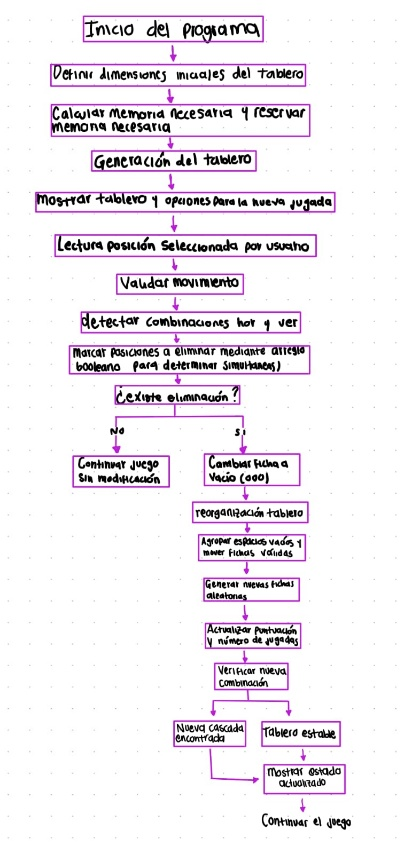 Inicio del programa
Definir dimensiones iniciales del tablero
Calcular memoria necesaria y reservar
memoria necesaria
Generación del tablero
Mostrar tablero y opciones para la nueva jugada
Lectura posición seleccionada por usuario
Validar movimiento
detectar combinaciones hor y ver
Marcar posiciones a eliminar mediante arreglo
booleano para determinar simultaneas)
¿existe eliminación?
No
Si
Continuar juego
sin modificación
Cambiar ficha a
vacio (000)
reorganización tablero
Agrupar espacios vacios y
mover fichas válidas
Generar nuevas fichas
aleatorias
Actualizar puntuación
y número de jugadas
Verificar nueva
combinación
Nueva cascada
encontrada
Tablero estable
Mostrar estado
actualizado
Continuar el juego